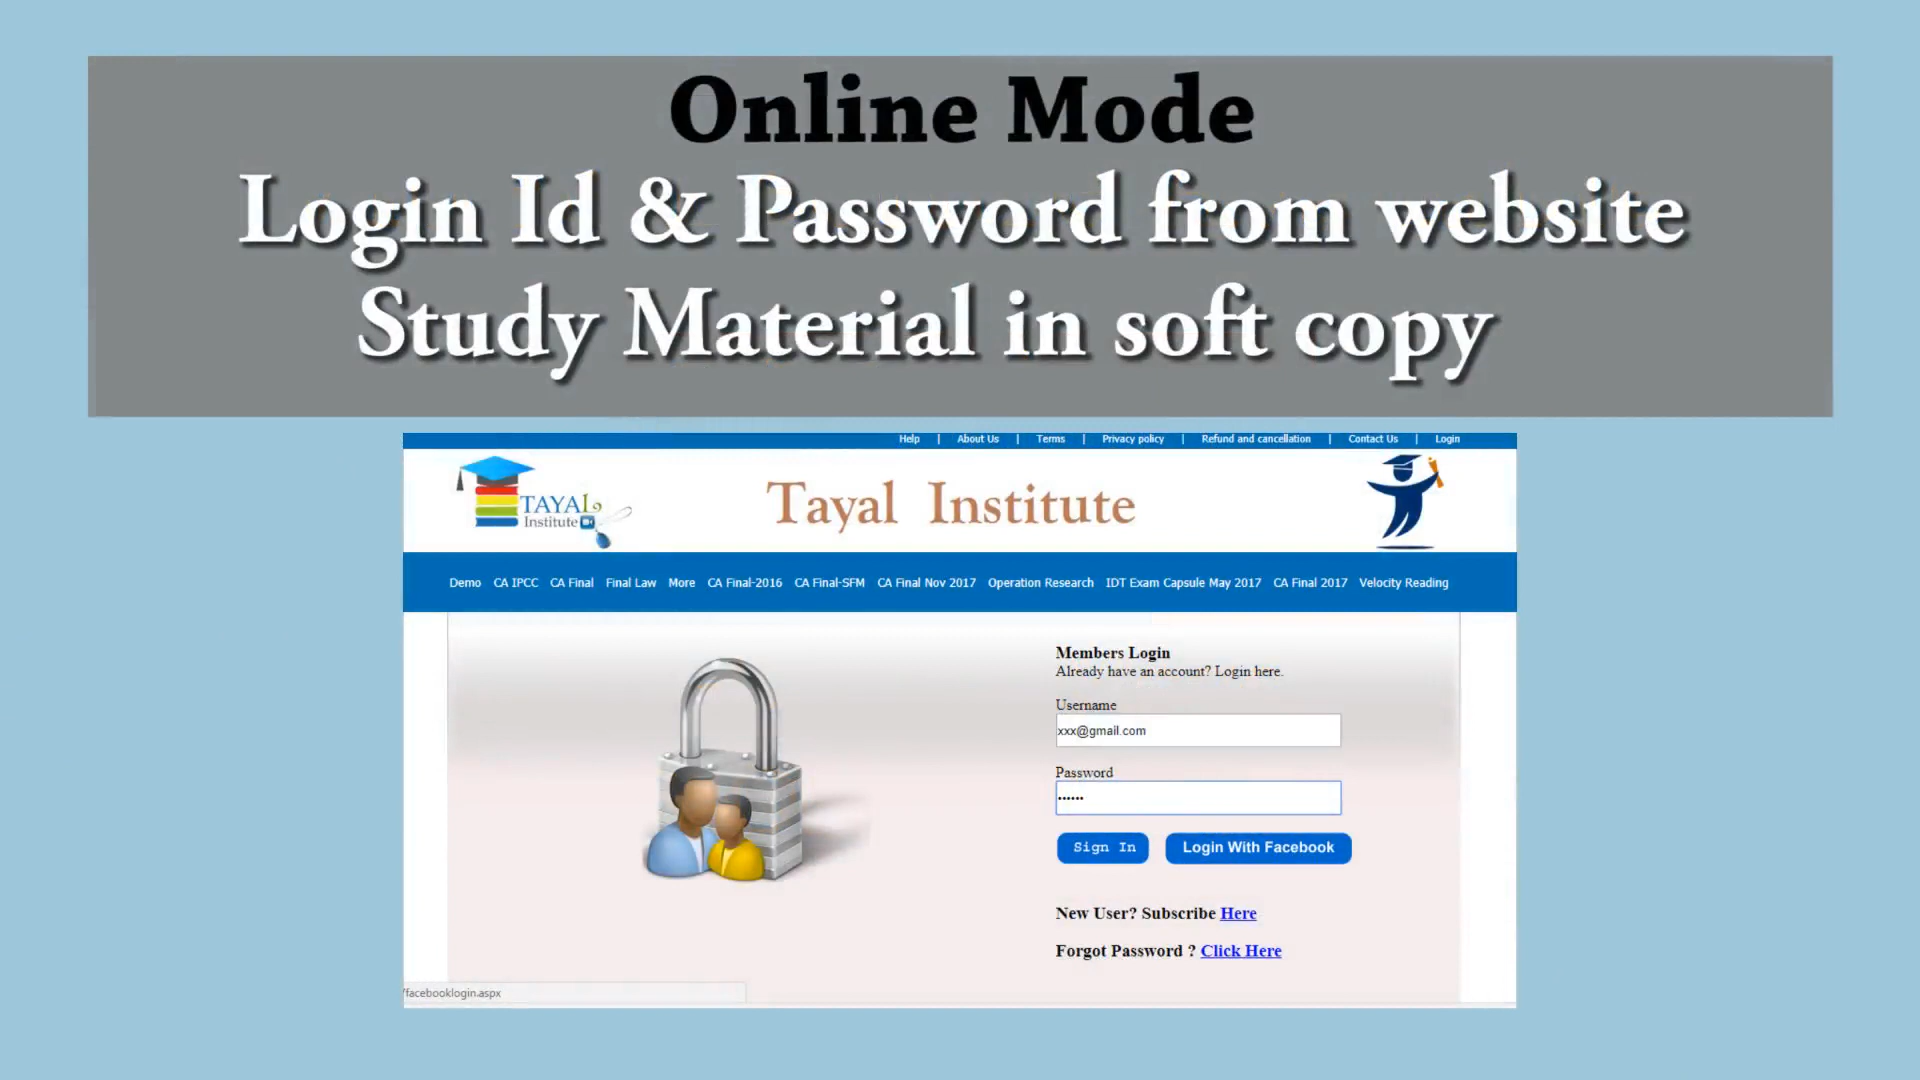 Online Mode
Login Id & Password from website
Study Material in soft copy
Help | About Us | Terms | Privacy policy | Refund and cancellation | Contact Us | Login
TAYAL
Institute
Tayal Institute
Demo CA IPCC CA Final Final Law More CA Final-2016 CA Final-SFM CA Final Nov 2017 Operation Research IDT Exam Capsule May 2017 CA Final 2017 Velocity Reading
Members Login
Already have an account? Login here.
Username
xxx@gmail.com
Password
••••••
Sign In Login With Facebook
New User? Subscribe Here
Forgot Password ? Click Here
/facebooklogin.aspx